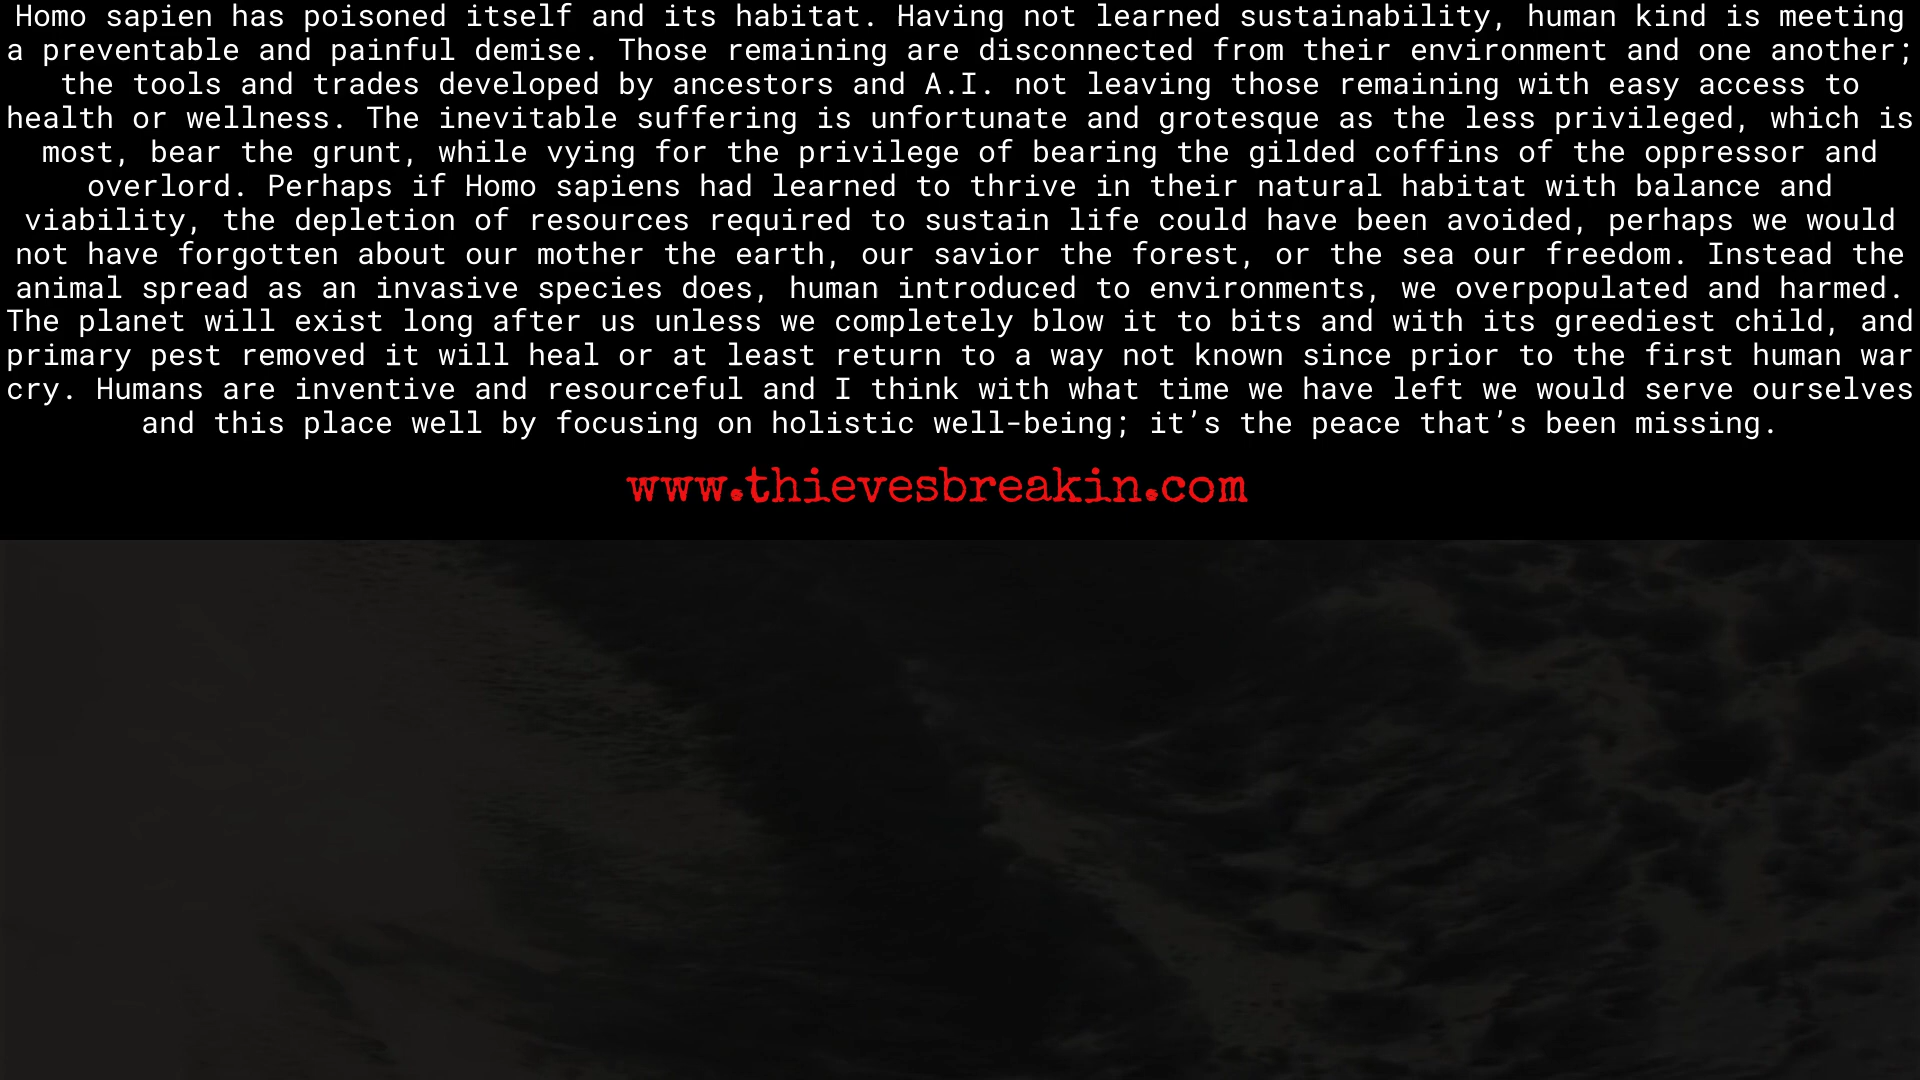 Homo sapien has poisoned itself and its habitat. Having not learned sustainability, human kind is meeting
a preventable and painful demise. Those remaining are disconnected from their environment and one another;
the tools and trades developed by ancestors and A.I. not leaving those remaining with easy access to
health or wellness. The inevitable suffering is unfortunate and grotesque as the less privileged, which is
most, bear the grunt, while vying for the privilege of bearing the gilded coffins of the oppressor and
overlord. Perhaps if Homo sapiens had learned to thrive in their natural habitat with balance and
viability, the depletion of resources required to sustain life could have been avoided, perhaps we would
not have forgotten about our mother the earth, our savior the forest, or the sea our freedom. Instead the
animal spread as an invasive species does, human introduced to environments, we overpopulated and harmed.
The planet will exist long after us unless we completely blow it to bits and with its greediest child, and
primary pest removed it will heal or at least return to a way not known since prior to the first human war
cry. Humans are inventive and resourceful and I think with what time we have left we would serve ourselves
and this place well by focusing on holistic well-being; it’s the peace that’s been missing.
www.thievesbreakin.com